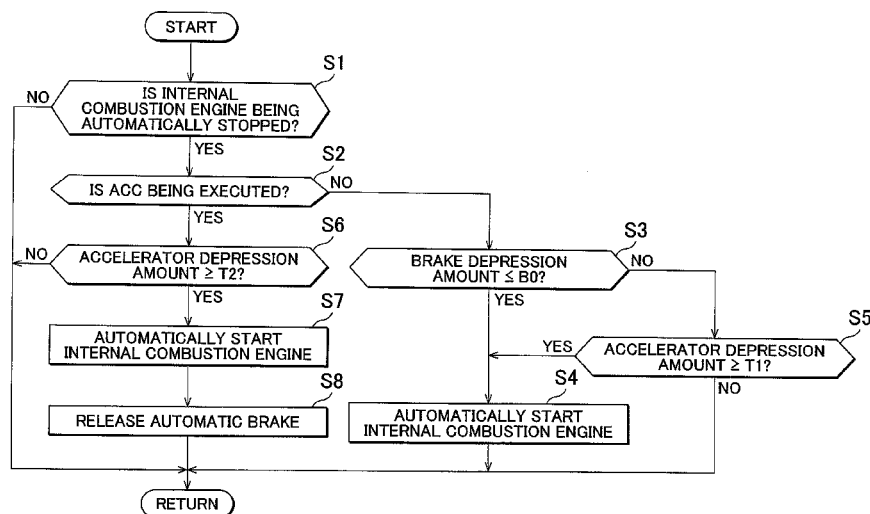 START
S1
IS INTERNAL
COMBUSTION ENGINE BEING
AUTOMATICALLY STOPPED?
NO
YES
S2
IS ACC BEING EXECUTED?
NO
YES
S6
ACCELERATOR DEPRESSION
AMOUNT ≥ T2?
NO
YES
S3
BRAKE DEPRESSION
AMOUNT ≤ B0?
NO
YES
S7
AUTOMATICALLY START
INTERNAL COMBUSTION ENGINE
S5
ACCELERATOR DEPRESSION
AMOUNT ≥ T1?
YES
NO
S8
RELEASE AUTOMATIC BRAKE
S4
AUTOMATICALLY START
INTERNAL COMBUSTION ENGINE
RETURN